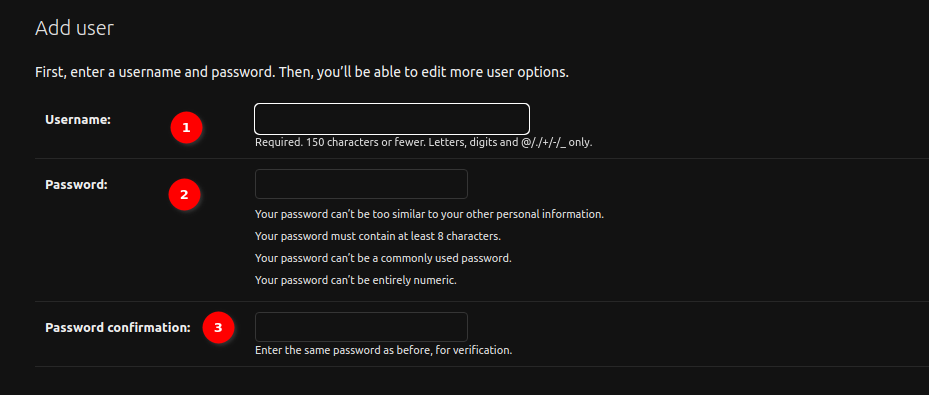 Add user
First, enter a username and password. Then, you’ll be able to edit more user options.
Username:
1
Required. 150 characters or fewer. Letters, digits and @/./+/-/_ only.
Password:
2
Your password can’t be too similar to your other personal information.
Your password must contain at least 8 characters.
Your password can’t be a commonly used password.
Your password can’t be entirely numeric.
Password confirmation:
3
Enter the same password as before, for verification.